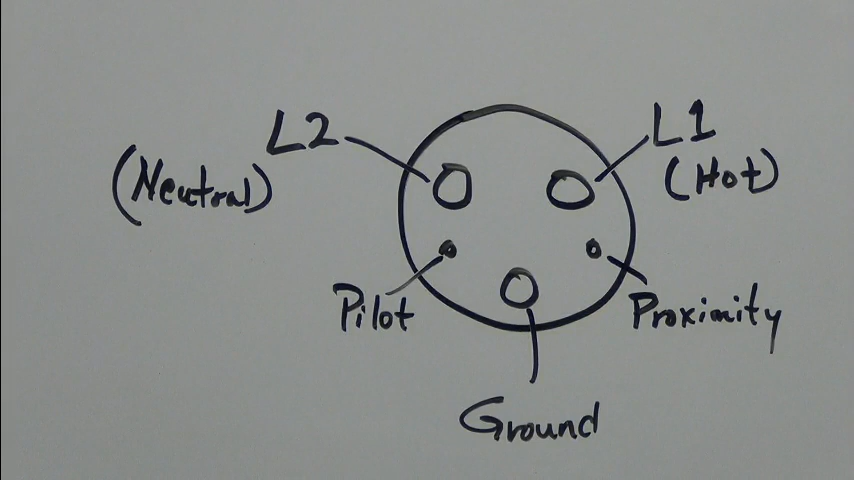 L2
(Neutral)
L1
(Hot)
Pilot
Proximity
Ground